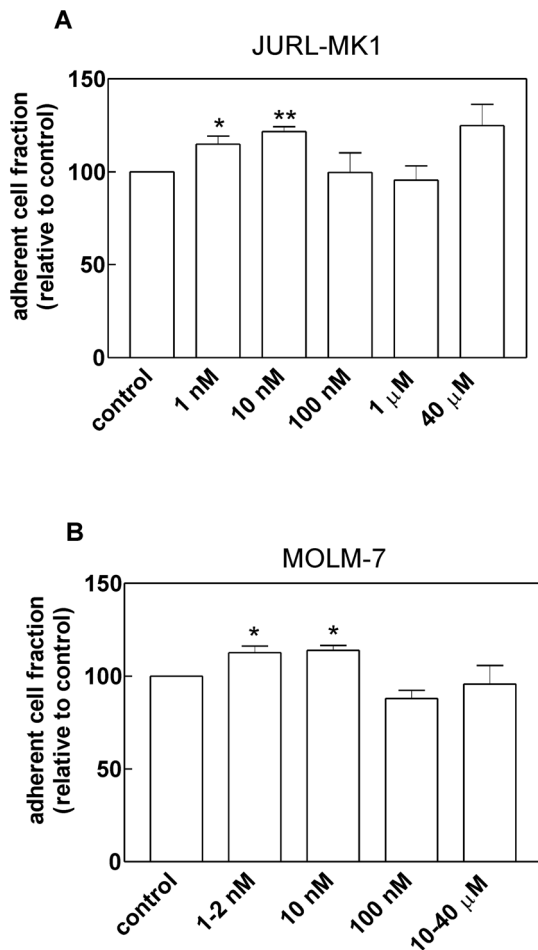 A
JURL-MK1
adherent cell fraction
(relative to control)
150
100
50
0
* **
control 1 nM 10 nM 100 nM 1 μM 40 μM
B
MOLM-7
adherent cell fraction
(relative to control)
150
100
50
0
* *
control 1-2 nM 10 nM 100 nM 10-40 μM